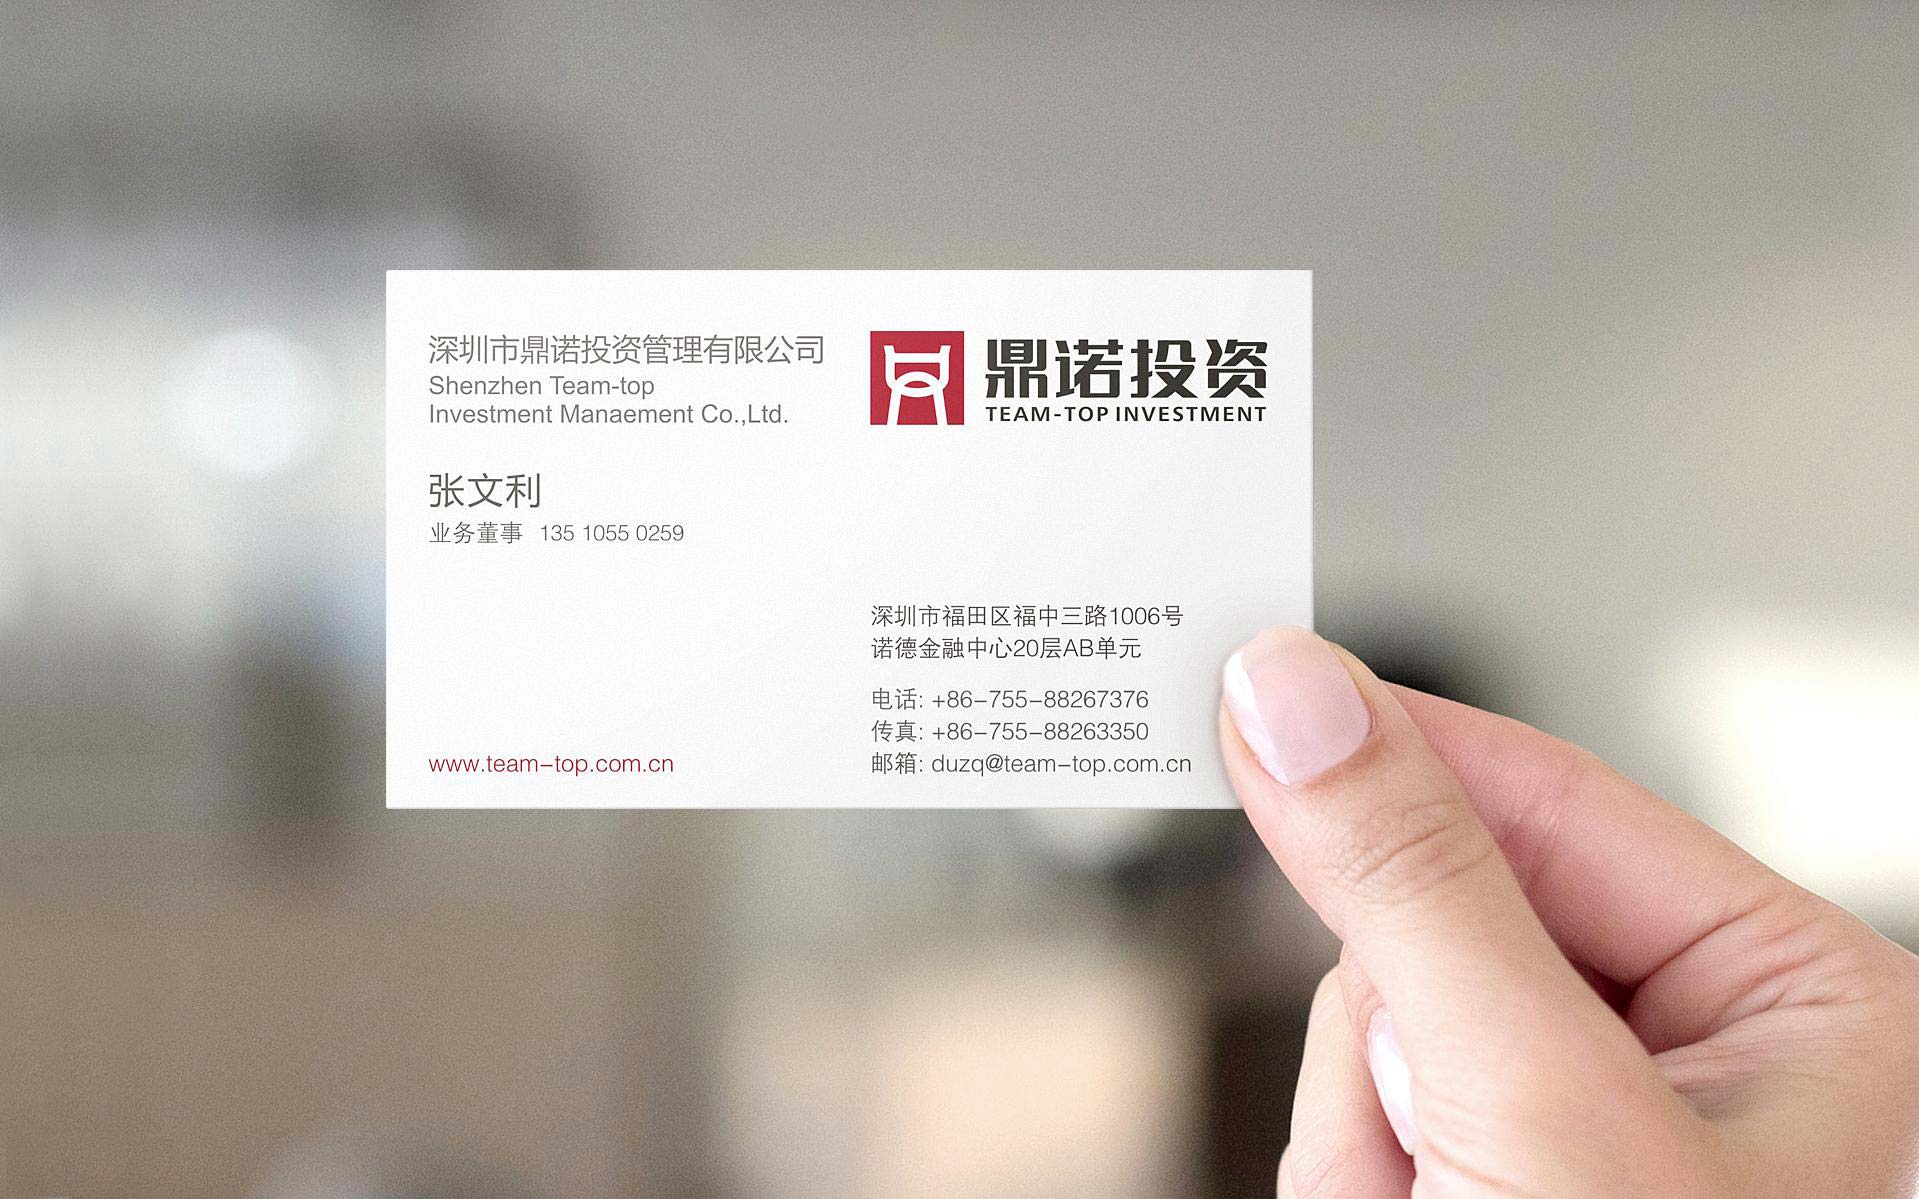 深圳市鼎诺投资管理有限公司
Shenzhen Team-top
Investment Manaement Co.,Ltd.
鼎诺投资
TEAM-TOP INVESTMENT
张文利
业务董事 135 1055 0259
深圳市福田区福中三路1006号
诺德金融中心20层AB单元
电话: +86-755-88267376
传真: +86-755-88263350
邮箱: duzq@team-top.com.cn
www.team-top.com.cn